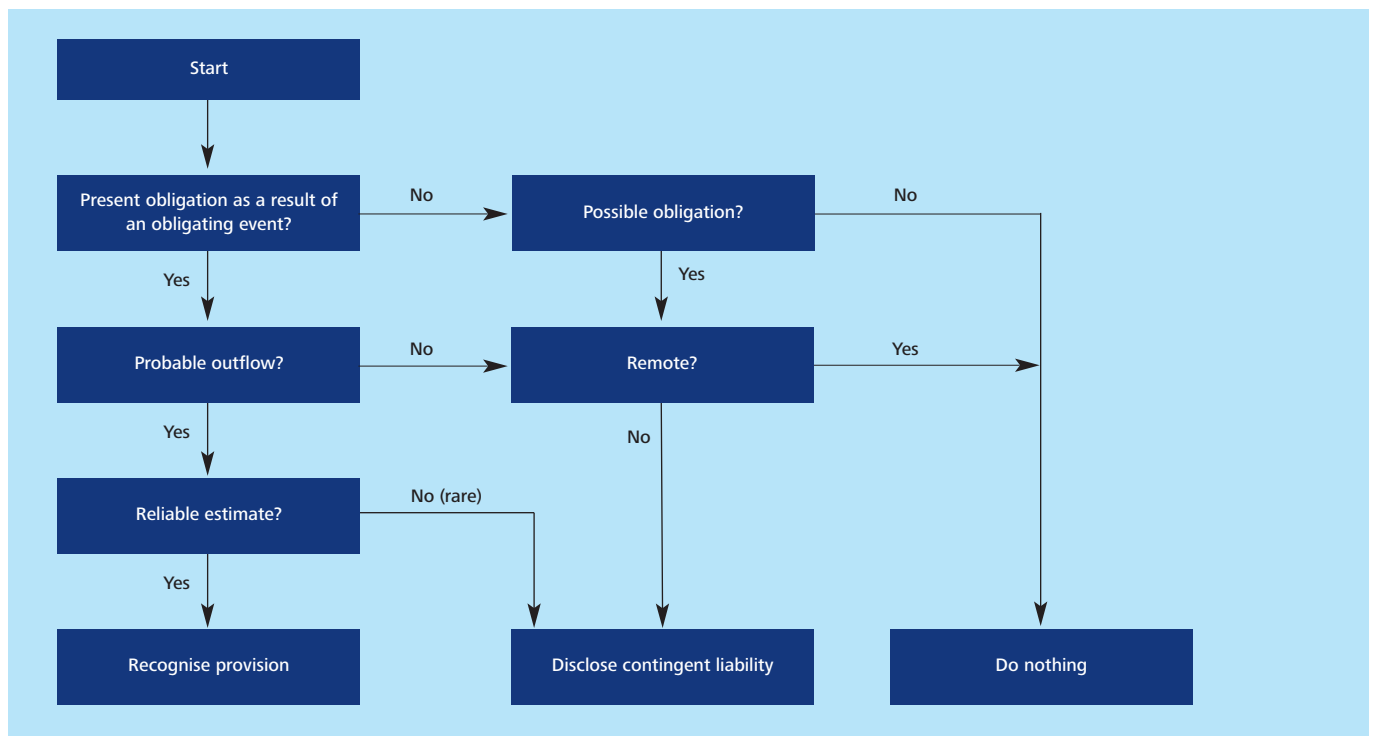 Start
Present obligation as a result of
an obligating event?
No
Possible obligation?
No
Yes
Yes
Probable outflow?
No
Remote?
Yes
Yes
No
Reliable estimate?
No (rare)
Yes
Recognise provision
Disclose contingent liability
Do nothing